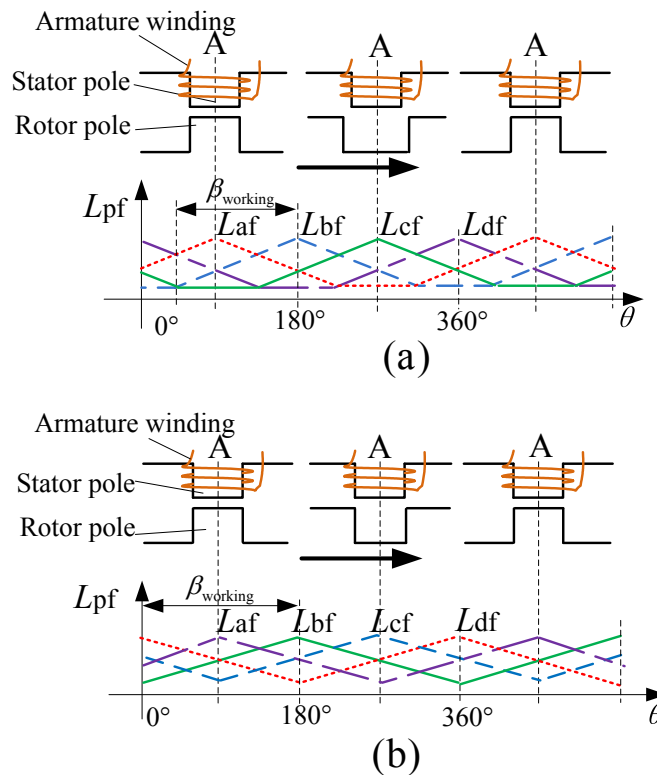 Armature winding
A A A
Stator pole
Rotor pole
Lpf
βworking
Laf Lbf Lcf Ldf
0° 180° 360° θ
(a)
Armature winding
A A A
Stator pole
Rotor pole
Lpf
βworking
Laf Lbf Lcf Ldf
0° 180° 360° θ
(b)